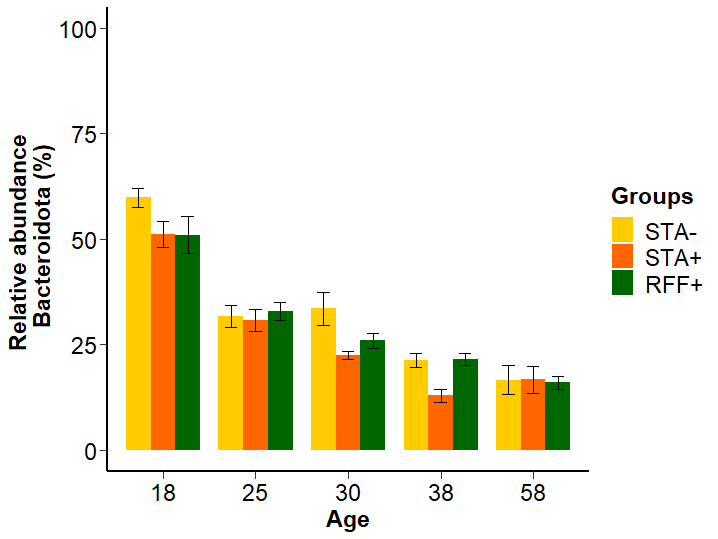 Relative abundance
Bacteroidota (%)
100
75
50
25
0
18 25 30 38 58
Age
Groups
STA-
STA+
RFF+